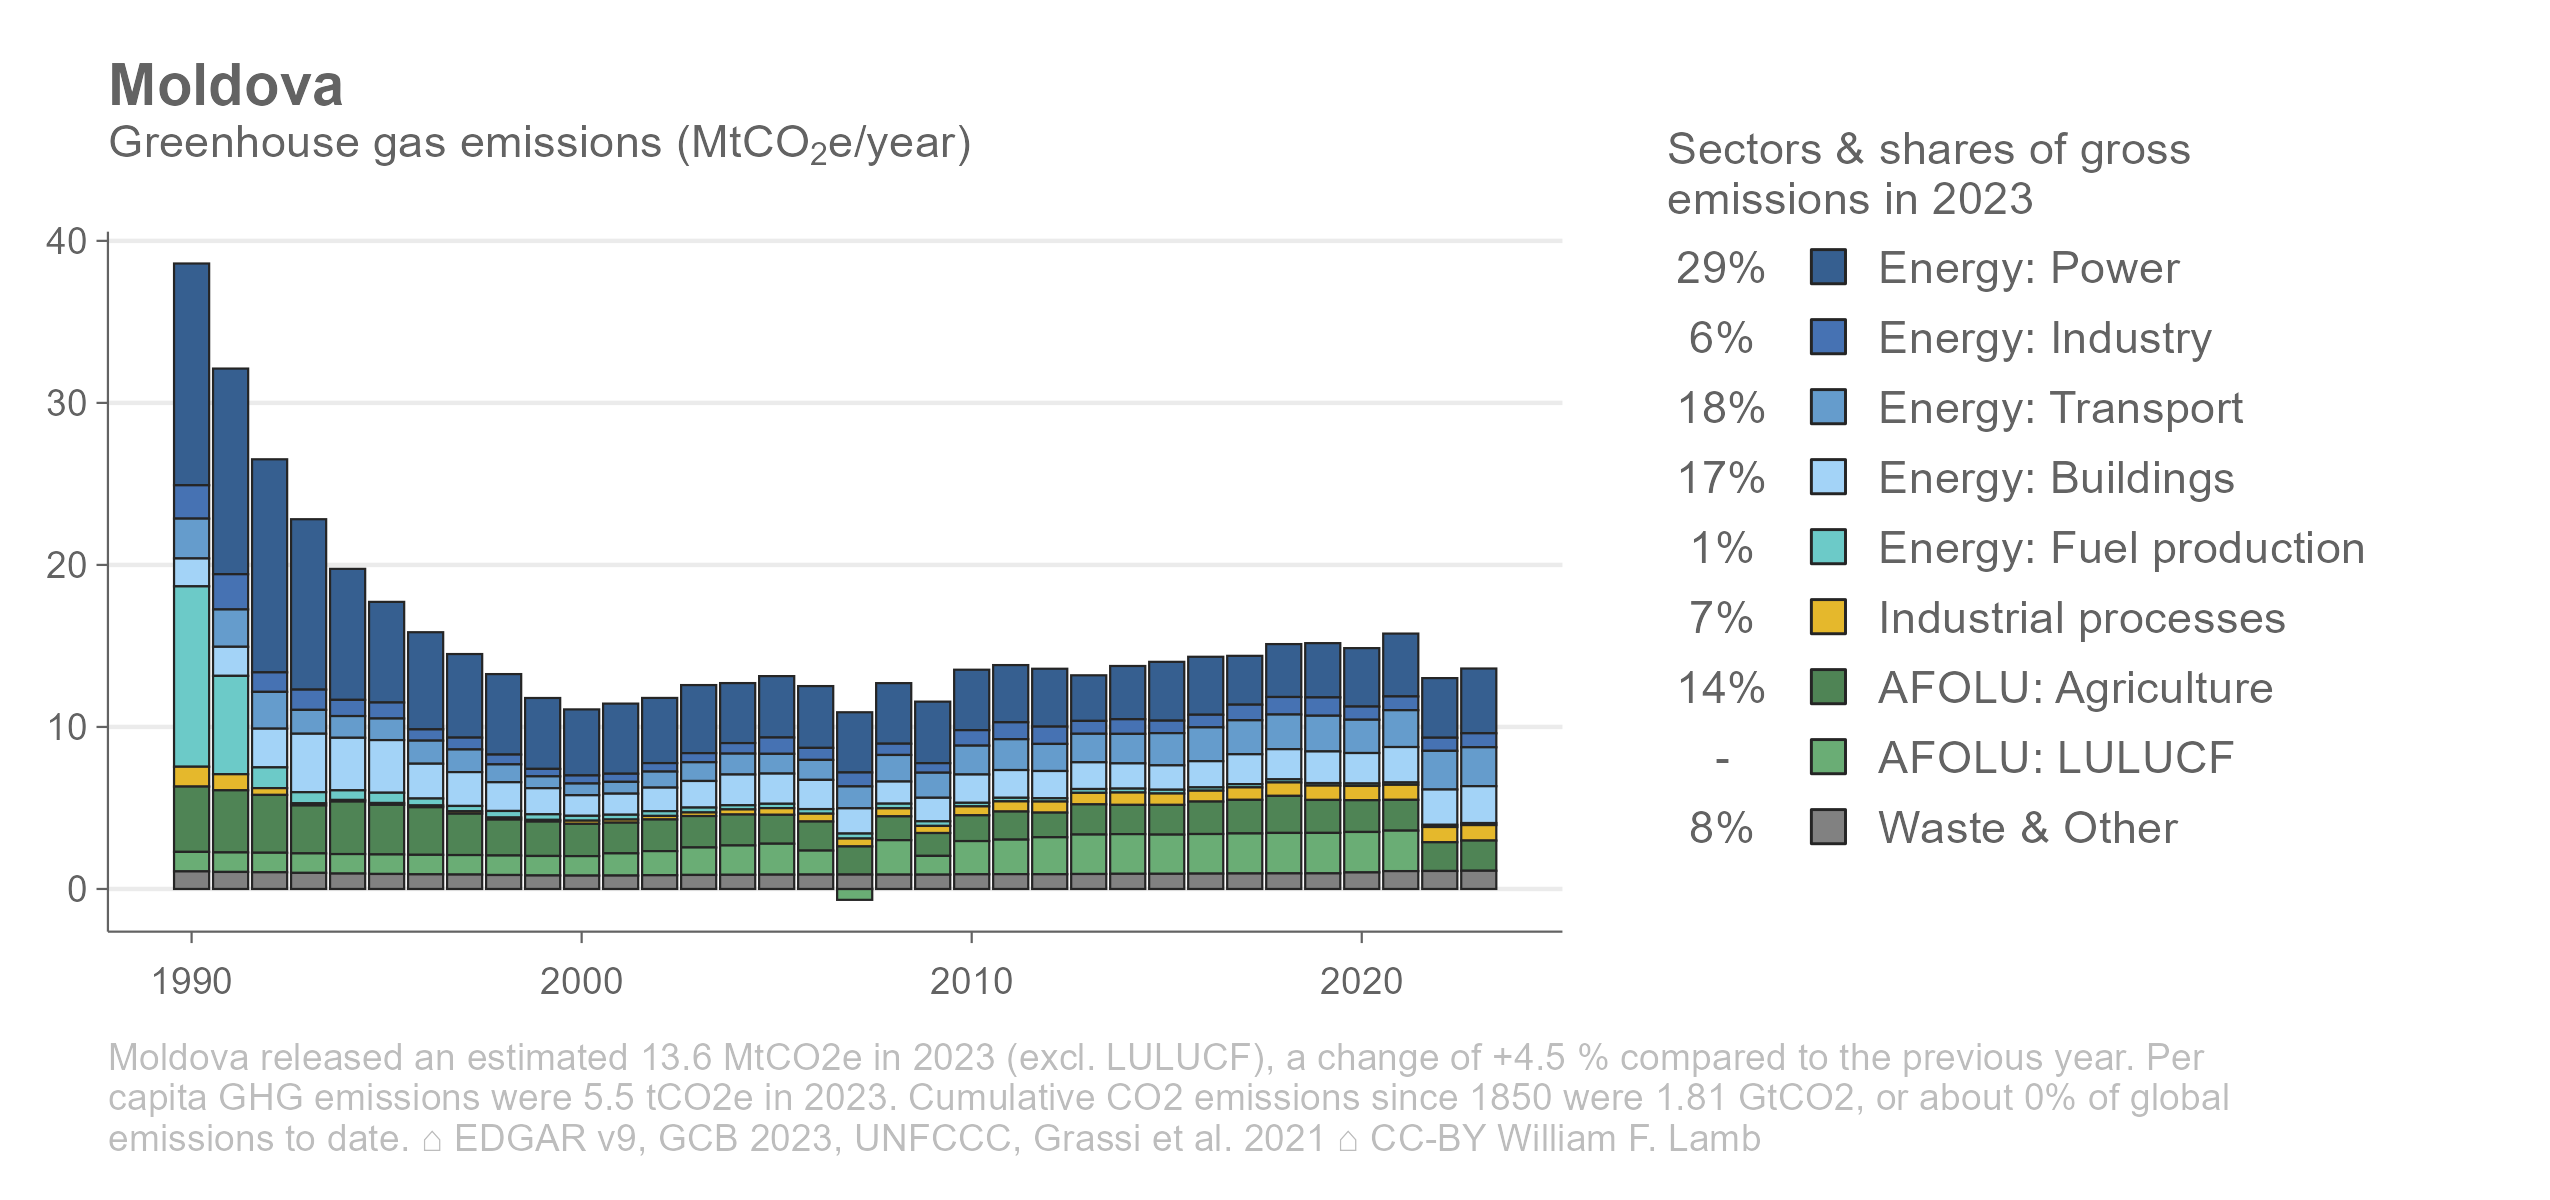 Moldova
Greenhouse gas emissions (MtCO₂e/year)
Sectors & shares of gross
emissions in 2023
29% Energy: Power
6% Energy: Industry
18% Energy: Transport
17% Energy: Buildings
1% Energy: Fuel production
7% Industrial processes
14% AFOLU: Agriculture
- AFOLU: LULUCF
8% Waste & Other
40
30
20
10
0
1990 2000 2010 2020
Moldova released an estimated 13.6 MtCO2e in 2023 (excl. LULUCF), a change of +4.5 % compared to the previous year. Per
capita GHG emissions were 5.5 tCO2e in 2023. Cumulative CO2 emissions since 1850 were 1.81 GtCO2, or about 0% of global
emissions to date. ⌂ EDGAR v9, GCB 2023, UNFCCC, Grassi et al. 2021 ⌂ CC-BY William F. Lamb